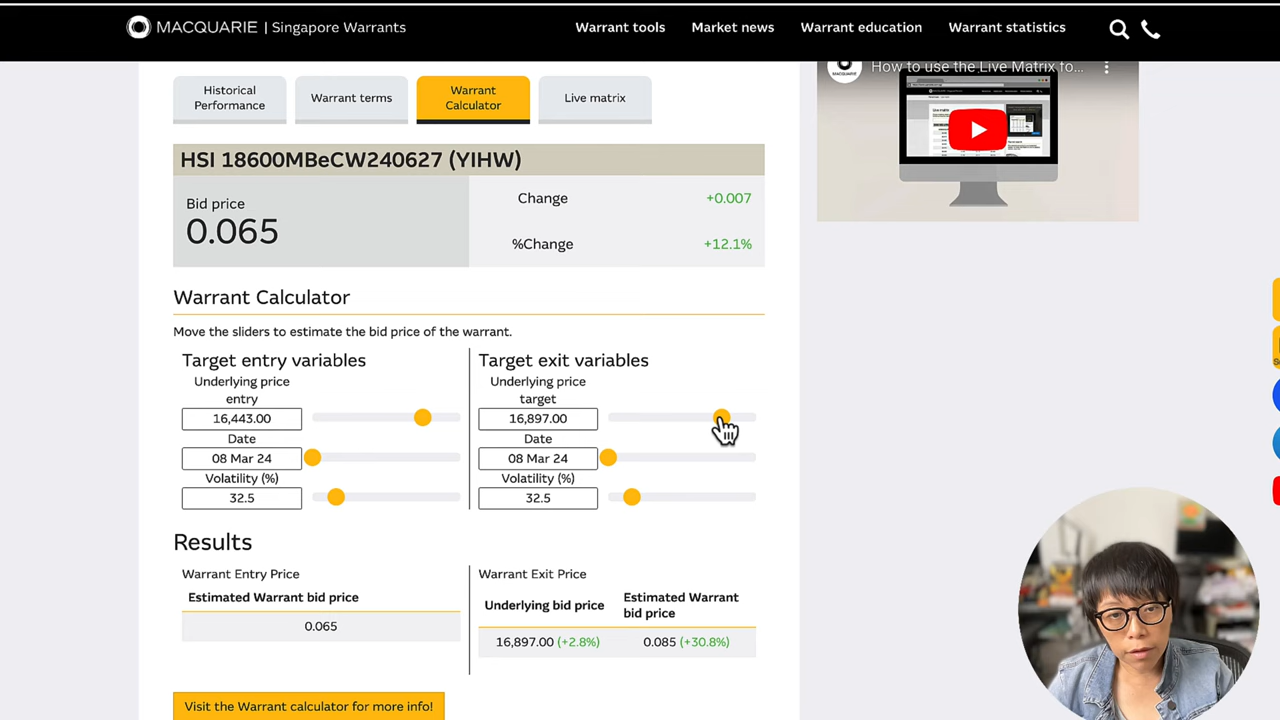 MACQUARIE | Singapore Warrants
Warrant tools
Market news
Warrant education
Warrant statistics
Historical
Performance
Warrant terms
Warrant
Calculator
Live matrix
MACQUARIE
How to use the Live Matrix fo...
HSI 18600MBeCW240627 (YIHW)
Bid price
0.065
Change
+0.007
%Change
+12.1%
Warrant Calculator
Move the sliders to estimate the bid price of the warrant.
Target entry variables
Underlying price
entry
16,443.00
Date
08 Mar 24
Volatility (%)
32.5
Target exit variables
Underlying price
target
16,897.00
Date
08 Mar 24
Volatility (%)
32.5
Results
Warrant Entry Price
Estimated Warrant bid price
0.065
Warrant Exit Price
Underlying bid price
Estimated Warrant
bid price
16,897.00 (+2.8%)
0.085 (+30.8%)
Visit the Warrant calculator for more info!